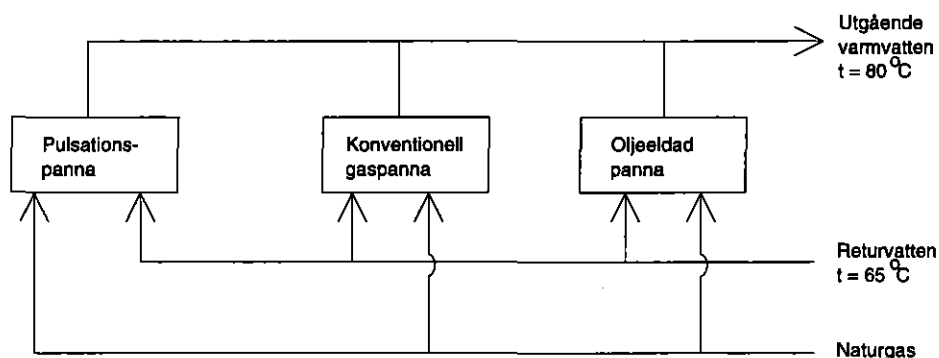 Utgående
varmvatten
t = 80 °C
Pulsations-
panna
Konventionell
gaspanna
Oljeeldad
panna
Returvatten
t = 65 °C
Naturgas